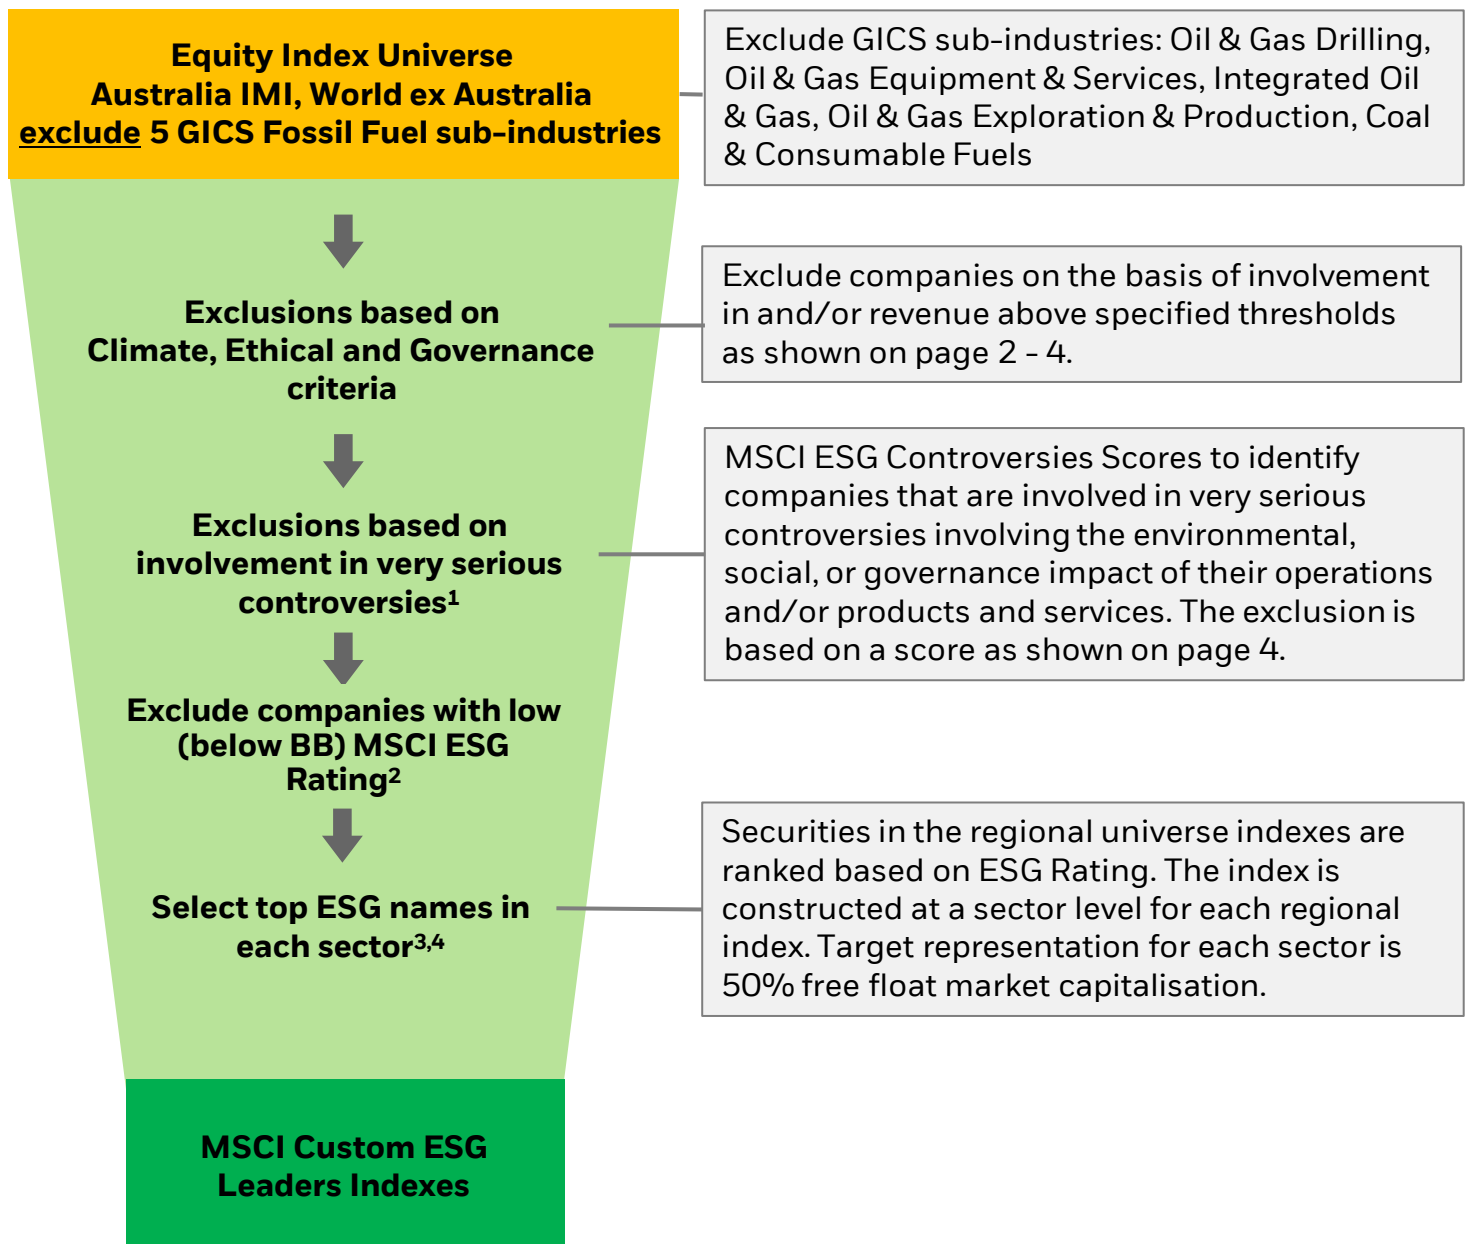 Equity Index Universe
Australia IMI, World ex Australia
exclude 5 GICS Fossil Fuel sub-industries
Exclude GICS sub-industries: Oil & Gas Drilling,
Oil & Gas Equipment & Services, Integrated Oil
& Gas, Oil & Gas Exploration & Production, Coal
& Consumable Fuels
Exclusions based on
Climate, Ethical and Governance
criteria
Exclude companies on the basis of involvement
in and/or revenue above specified thresholds
as shown on page 2 - 4.
Exclusions based on
involvement in very serious
controversies¹
MSCI ESG Controversies Scores to identify
companies that are involved in very serious
controversies involving the environmental,
social, or governance impact of their operations
and/or products and services. The exclusion is
based on a score as shown on page 4.
Exclude companies with low
(below BB) MSCI ESG
Rating²
Select top ESG names in
each sector³,⁴
Securities in the regional universe indexes are
ranked based on ESG Rating. The index is
constructed at a sector level for each regional
index. Target representation for each sector is
50% free float market capitalisation.
MSCI Custom ESG
Leaders Indexes